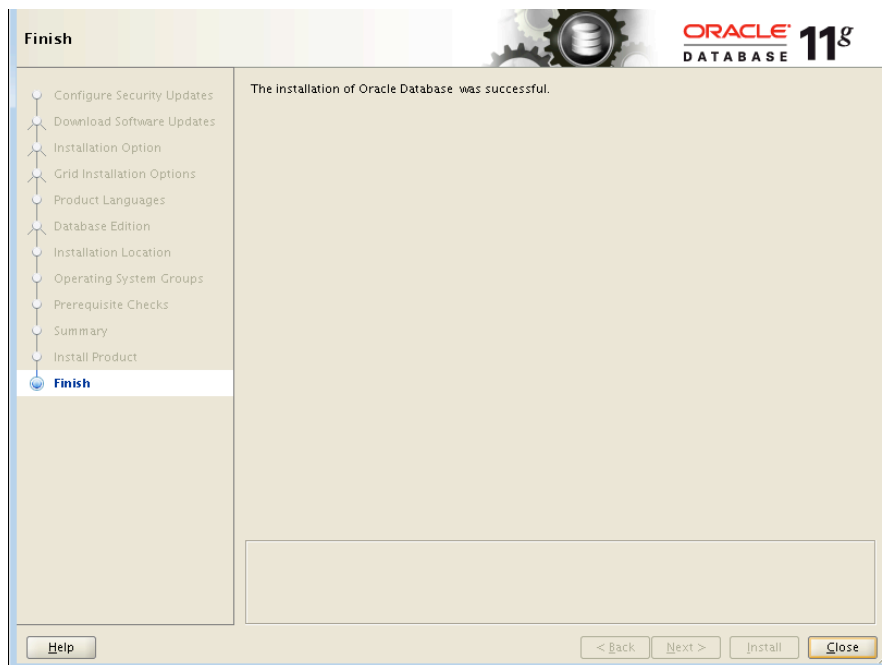 Finish
ORACLE
DATABASE
11g
Configure Security Updates
Download Software Updates
Installation Option
Grid Installation Options
Product Languages
Database Edition
Installation Location
Operating System Groups
Prerequisite Checks
Summary
Install Product
Finish
The installation of Oracle Database was successful.
Help
< Back
Next >
Install
Close